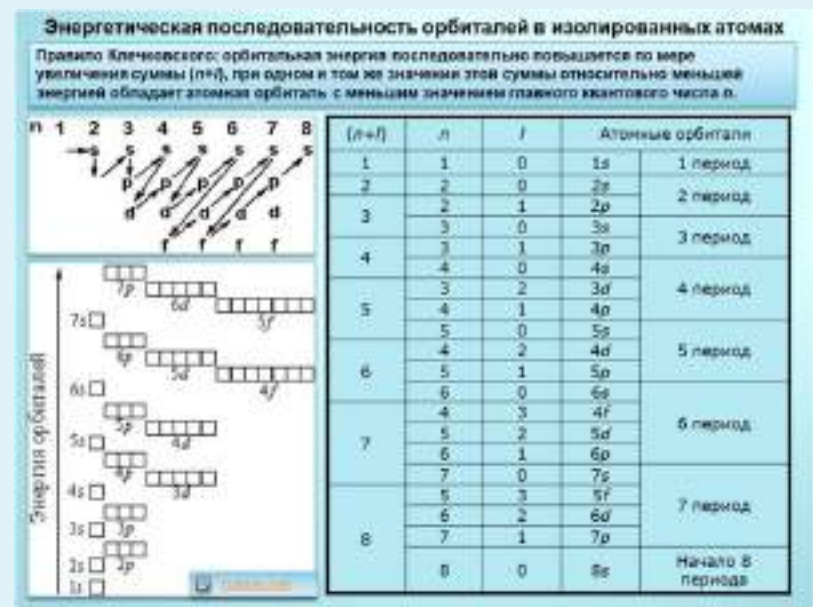 Энергетическая последовательность орбиталей в изолированных атомах
Правило Клечковского: орбитальная энергия последовательно повышается по мере
увеличения суммы (n+l), при одном и том же значении этой суммы относительно меньшей
энергией обладает атомная орбиталь с меньшим значением главного квантового числа n.
n 1 2 3 4 5 6 7 8
s s s s s s s
p p p p p
d d d d d
f f f f
7p
6d
5f
7s
6p
5d
4f
6s
5p
4d
5s
4p
3d
4s
3p
3s
2p
2s
1s
Энергия орбиталей
(n+l) n l Атомные орбитали
1 1 0 1s 1 период
2 2 0 2s 2 период
3 2 1 2p
3 0 3s 3 период
4 3 1 3p
4 0 4s 4 период
5 3 2 3d
4 1 4p
5 0 5s 5 период
6 4 2 4d
5 1 5p
6 0 6s 6 период
7 4 3 4f
5 2 5d
6 1 6p
7 0 7s 7 период
8 5 3 5f
6 2 6d
7 1 7p
8 0 8s Начало 8
периода